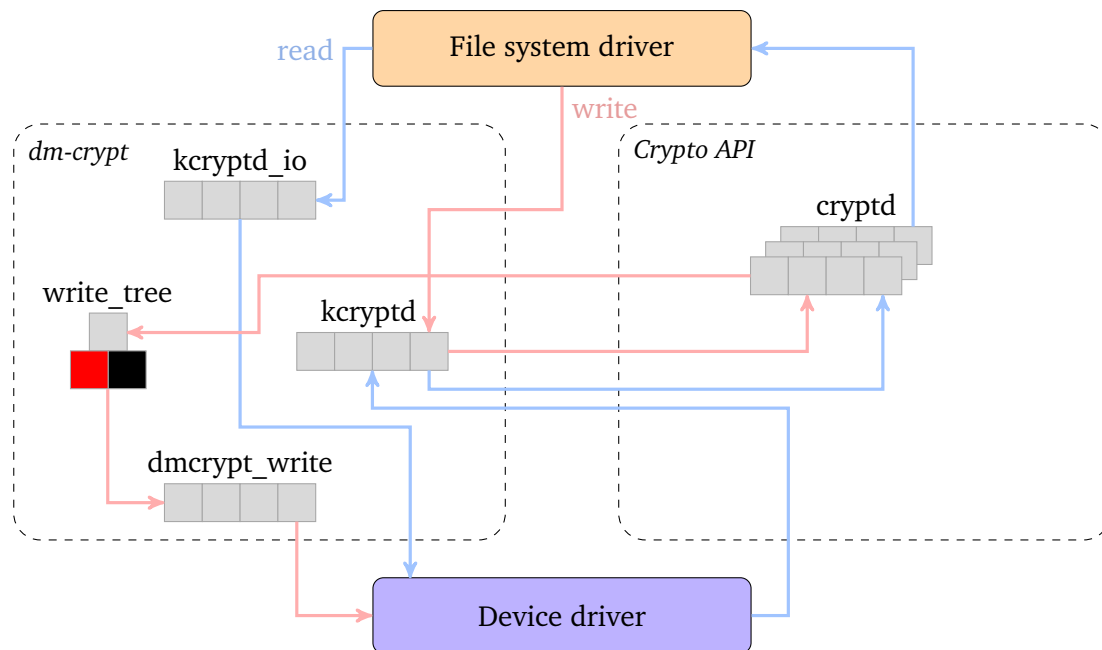 File system driver
read
write
dm-crypt
Crypto API
kcryptd_io
cryptd
write_tree
kcryptd
dmcrypt_write
Device driver